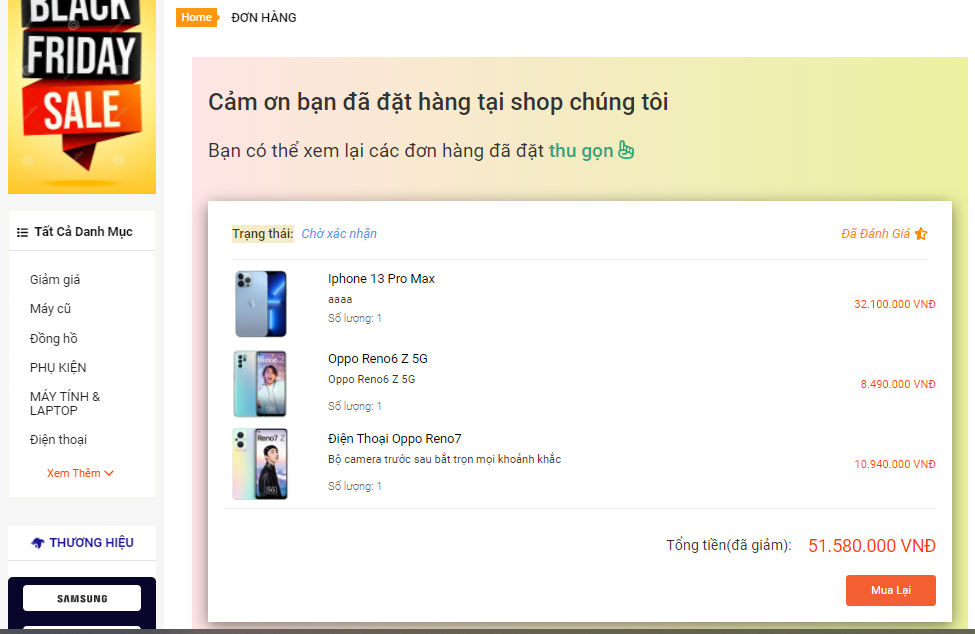 BLACK
FRIDAY
SALE
Home
ĐƠN HÀNG
Cảm ơn bạn đã đặt hàng tại shop chúng tôi
Bạn có thể xem lại các đơn hàng đã đặt thu gọn
Tất Cả Danh Mục
Giảm giá
Máy cũ
Đồng hồ
PHỤ KIỆN
MÁY TÍNH &
LAPTOP
Điện thoại
Xem Thêm
THƯƠNG HIỆU
SAMSUNG
Trạng thái: Chờ xác nhận
Đã Đánh Giá
Iphone 13 Pro Max
aaaa
Số lượng: 1
32.100.000 VNĐ
Oppo Reno6 Z 5G
Oppo Reno6 Z 5G
Số lượng: 1
8.490.000 VNĐ
Reno6 Z
Điện Thoại Oppo Reno7
Bộ camera trước sau bắt trọn mọi khoảnh khắc
Số lượng: 1
10.940.000 VNĐ
Reno7 Z
5G
Tổng tiền(đã giảm): 51.580.000 VNĐ
Mua Lại